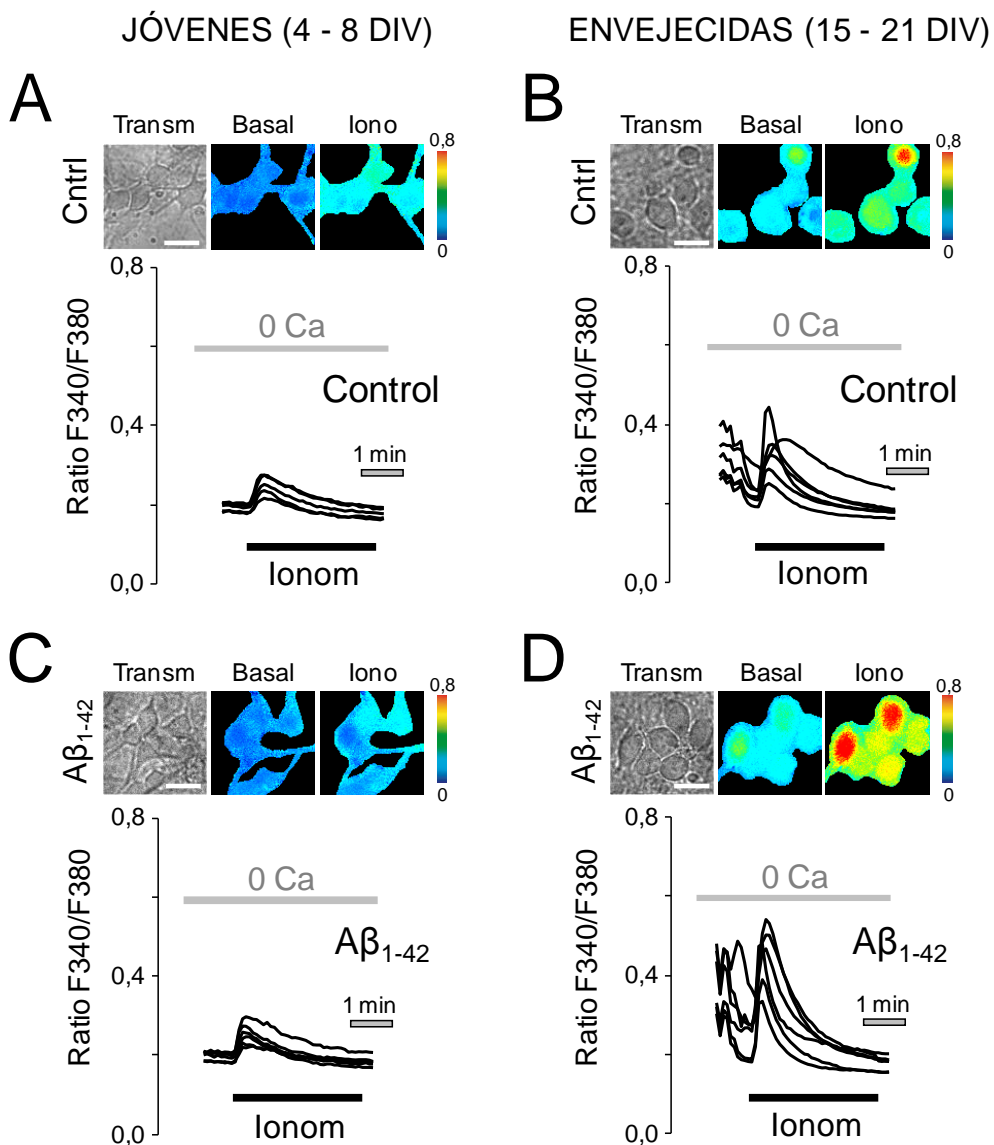 JÓVENES (4 - 8 DIV)
ENVEJECIDAS (15 - 21 DIV)
A
Transm Basal Iono
Cntrl
0,8
0
0,8
Ratio F340/F380
0 Ca
Control
0,4
1 min
0,0
Ionom
B
Transm Basal Iono
Cntrl
0,8
0
0,8
Ratio F340/F380
0 Ca
Control
0,4
1 min
0,0
Ionom
C
Transm Basal Iono
Aβ1-42
0,8
0
0,8
Ratio F340/F380
0 Ca
Aβ1-42
0,4
1 min
0,0
Ionom
D
Transm Basal Iono
Aβ1-42
0,8
0
0,8
Ratio F340/F380
0 Ca
Aβ1-42
0,4
1 min
0,0
Ionom